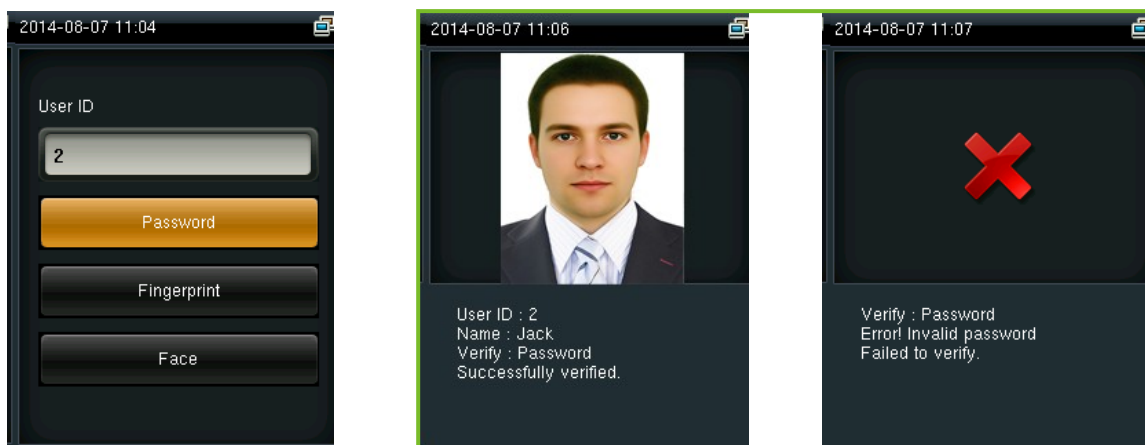 2014-08-07 11:04
User ID
2
Password
Fingerprint
Face
2014-08-07 11:06
User ID : 2
Name : Jack
Verify : Password
Successfully verified.
2014-08-07 11:07
Verify : Password
Error! Invalid password
Failed to verify.